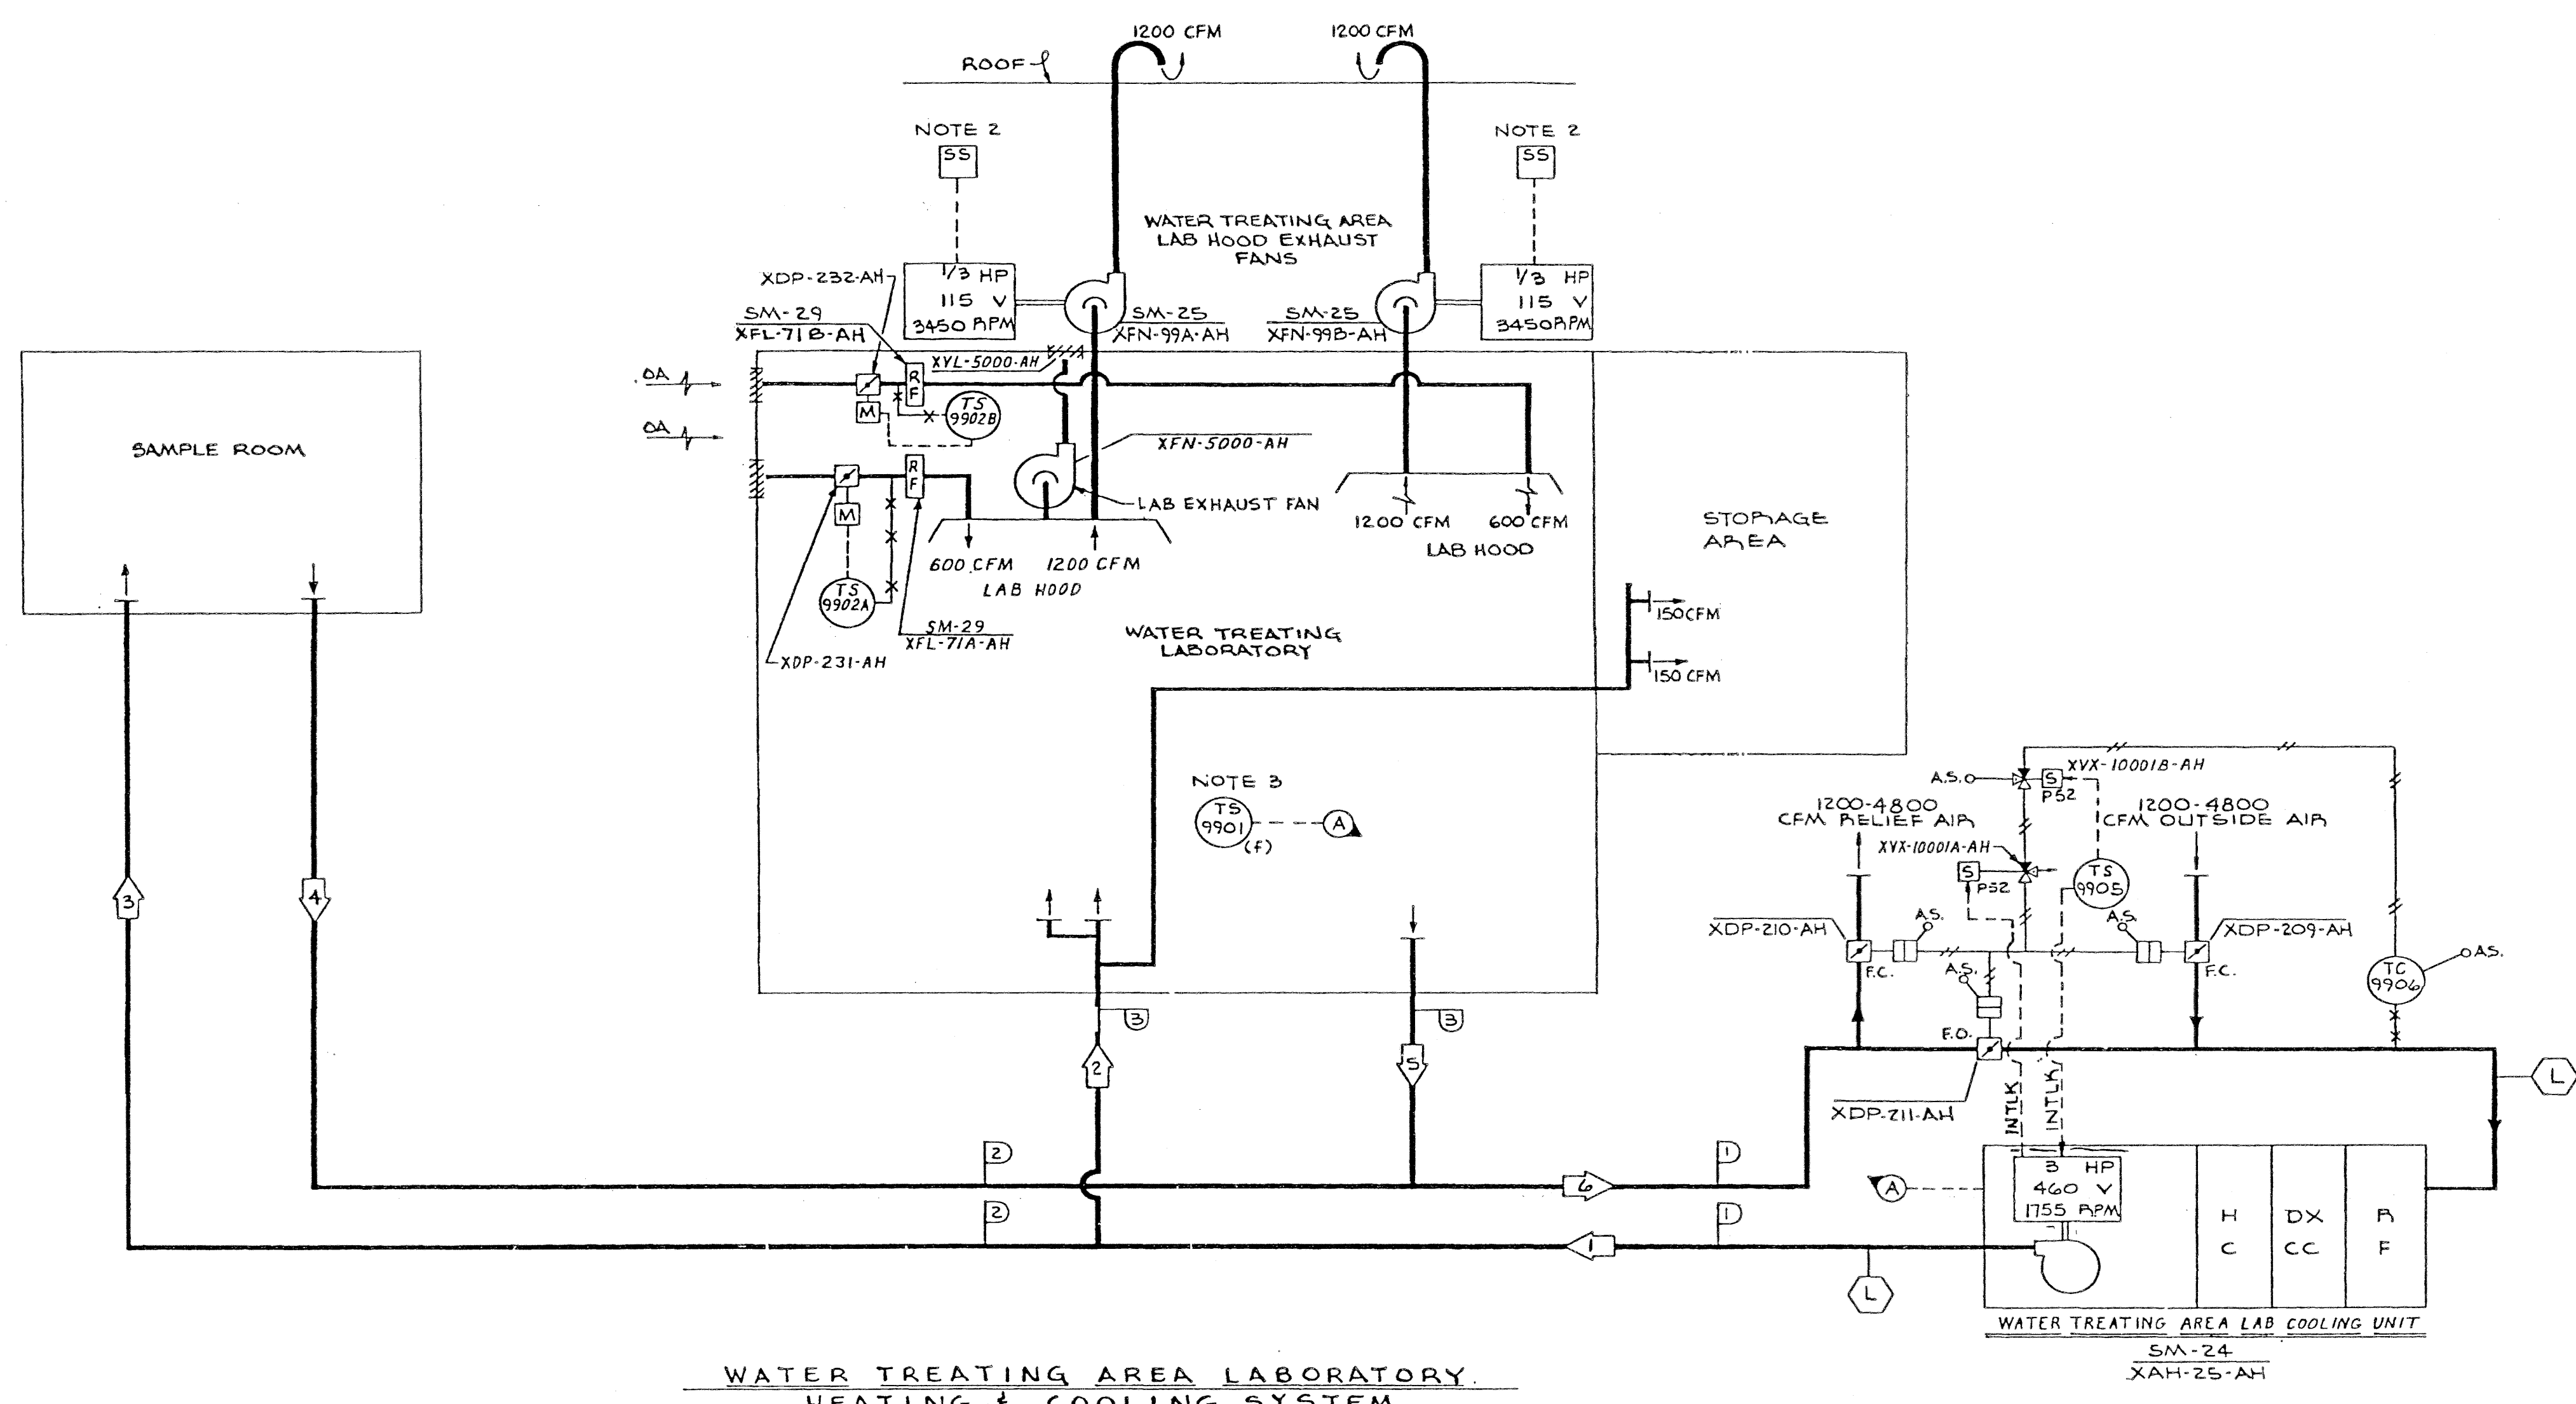 1200 CFM
1200 CFM
ROOF
NOTE 2
SS
NOTE 2
SS
WATER TREATING AREA
LAB HOOD EXHAUST
FANS
XDP-232-AH
1/3 HP
115 V
3450 RPM
1/3 HP
115 V
3450RPM
SM-29
XFL-71B-AH
SM-25
XFN-99A-AH
SM-25
XFN-99B-AH
XYL-5000-AH
OA
R
F
M
TS
9902B
OA
SAMPLE ROOM
XFN-5000-AH
R
F
M
LAB EXHAUST FAN
1200 CFM
600 CFM
LAB HOOD
STORAGE
AREA
600 CFM
1200 CFM
LAB HOOD
TS
9902A
SM-29
XFL-71A-AH
XDP-231-AH
WATER TREATING
LABORATORY
150CFM
150 CFM
NOTE 3
TS
9901
(f)
A
XVX-10001B-AH
A.S.
S
P52
1200-4800
CFM RELIEF AIR
1200-4800
CFM OUTSIDE AIR
XVX-10001A-AH
S
P52
TS
9905
XDP-210-AH
A.S.
A.S.
XDP-209-AH
F.C.
F.C.
A.S.
TC
9906
A.S.
F.O.
XDP-211-AH
INTLK
INTLK
L
3
4
3
3
2
5
2
1
6
2
1
1
A
3 HP
460 V
1755 RPM
H
C
DX
CC
R
F
L
WATER TREATING AREA LAB COOLING UNIT
SM-24
XAH-25-AH
WATER TREATING AREA LABORATORY
HEATING & COOLING SYSTEM